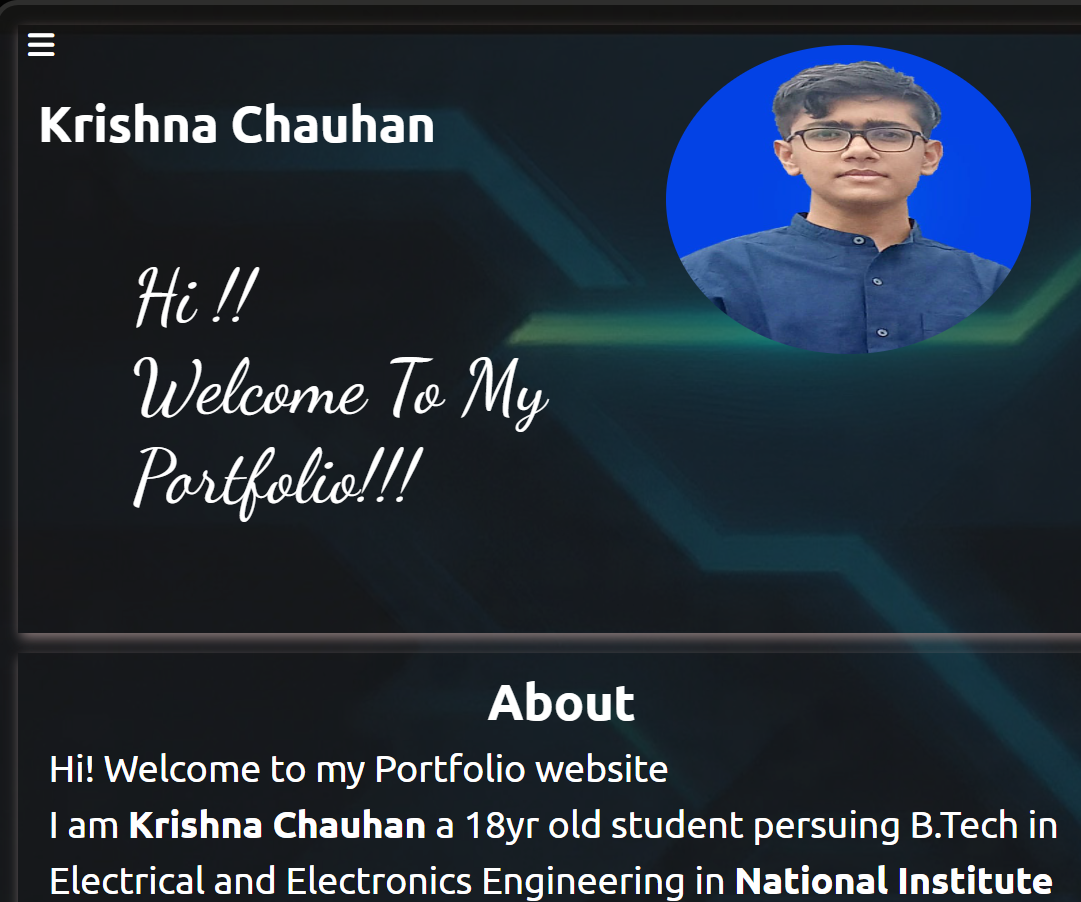 Krishna Chauhan
Hi !!
Welcome To My
Portfolio!!!
About
Hi! Welcome to my Portfolio website
I am Krishna Chauhan a 18yr old student persuing B.Tech in
Electrical and Electronics Engineering in National Institute